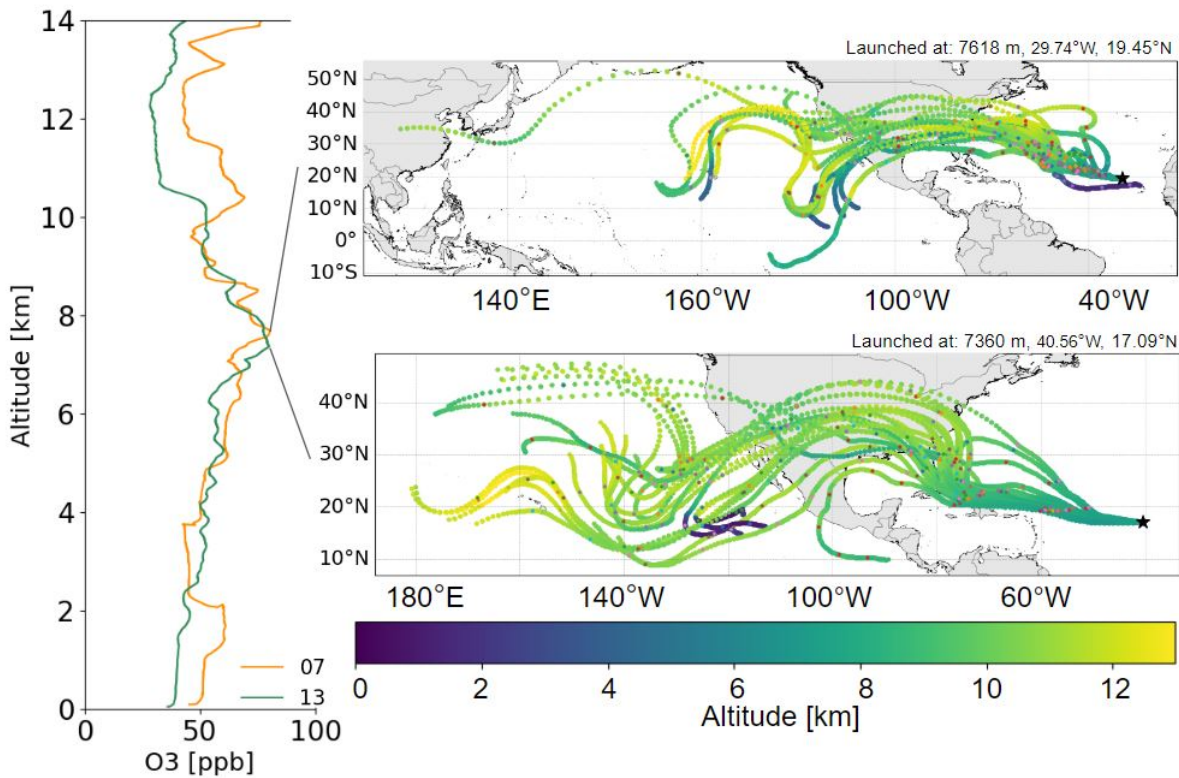 14
12
10
8
6
4
2
0
Altitude [km]
0 50 100
O3 [ppb]
07
13
Launched at: 7618 m, 29.74°W, 19.45°N
50°N
40°N
30°N
20°N
10°N
0°
10°S
140°E 160°W 100°W 40°W
Launched at: 7360 m, 40.56°W, 17.09°N
40°N
30°N
20°N
10°N
180°E 140°W 100°W 60°W
0 2 4 6 8 10 12
Altitude [km]